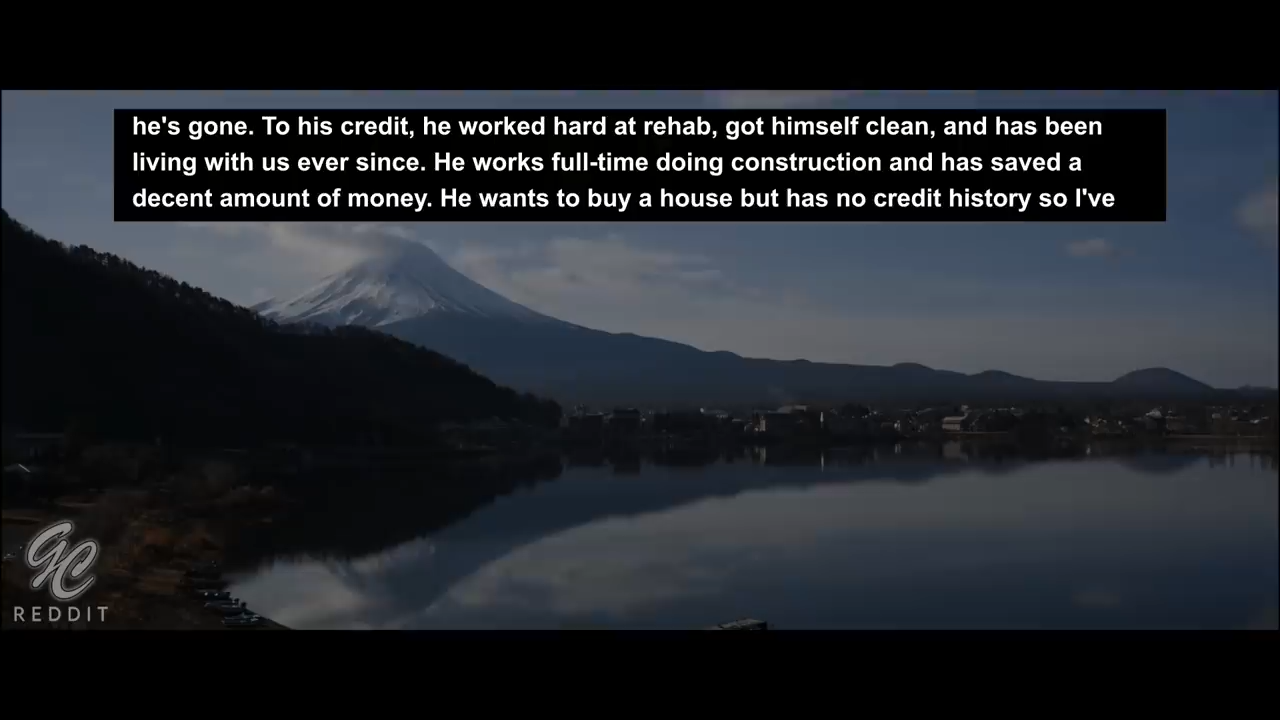 he's gone. To his credit, he worked hard at rehab, got himself clean, and has been
living with us ever since. He works full-time doing construction and has saved a
decent amount of money. He wants to buy a house but has no credit history so I've
GC
REDDIT